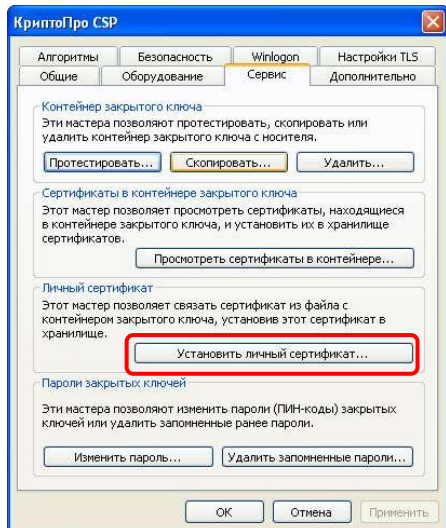 КриптоПро CSP
Алгоритмы Безопасность Winlogon Настройки TLS
Общие Оборудование Сервис Дополнительно
Контейнер закрытого ключа
Эти мастера позволяют протестировать, скопировать или
удалить контейнер закрытого ключа с носителя.
Протестировать... Скопировать... Удалить...
Сертификаты в контейнере закрытого ключа
Этот мастер позволяет просмотреть сертификаты, находящиеся
в контейнере закрытого ключа, и установить их в хранилище
сертификатов.
Просмотреть сертификаты в контейнере...
Личный сертификат
Этот мастер позволяет связать сертификат из файла с
контейнером закрытого ключа, установив этот сертификат в
хранилище.
Установить личный сертификат...
Пароли закрытых ключей
Эти мастера позволяют изменить пароли (ПИН-коды) закрытых
ключей или удалить запомненные ранее пароли.
Изменить пароль... Удалить запомненные пароли...
ОК Отмена Применить